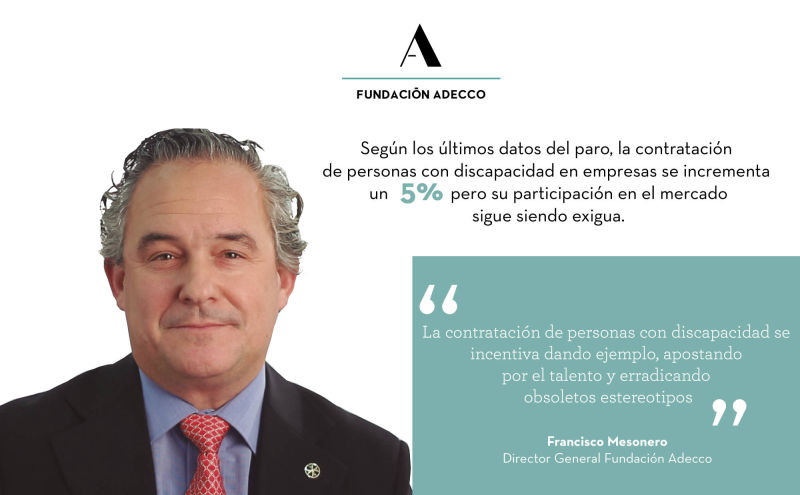 FUNDACIÓN ADECCO
Según los últimos datos del paro, la contratación
de personas con discapacidad en empresas se incrementa
un 5% pero su participación en el mercado
sigue siendo exigua.
“
La contratación de personas con discapacidad se
incentiva dando ejemplo, apostando
por el talento y erradicando
obsoletos estereotipos ”
Francisco Mesonero
Director General Fundación Adecco